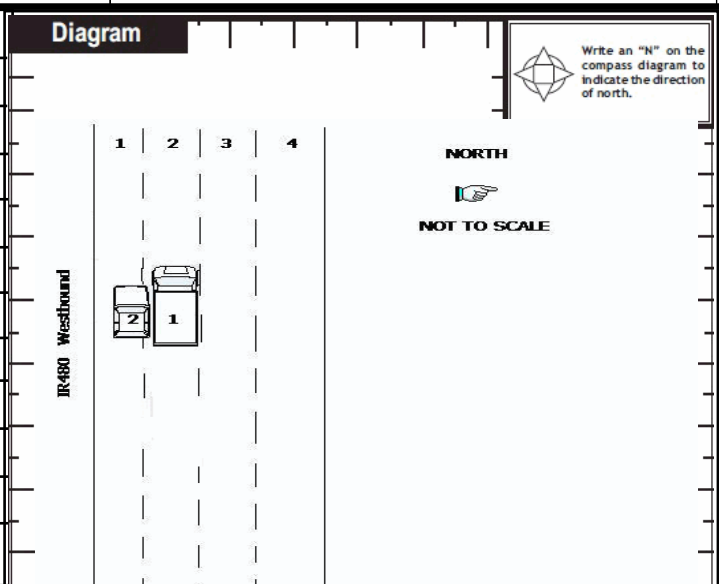 Diagram
Write an “N” on the
compass diagram to
indicate the direction
of north.
1 2 3 4
NORTH
NOT TO SCALE
IR480 Westbound
2 1